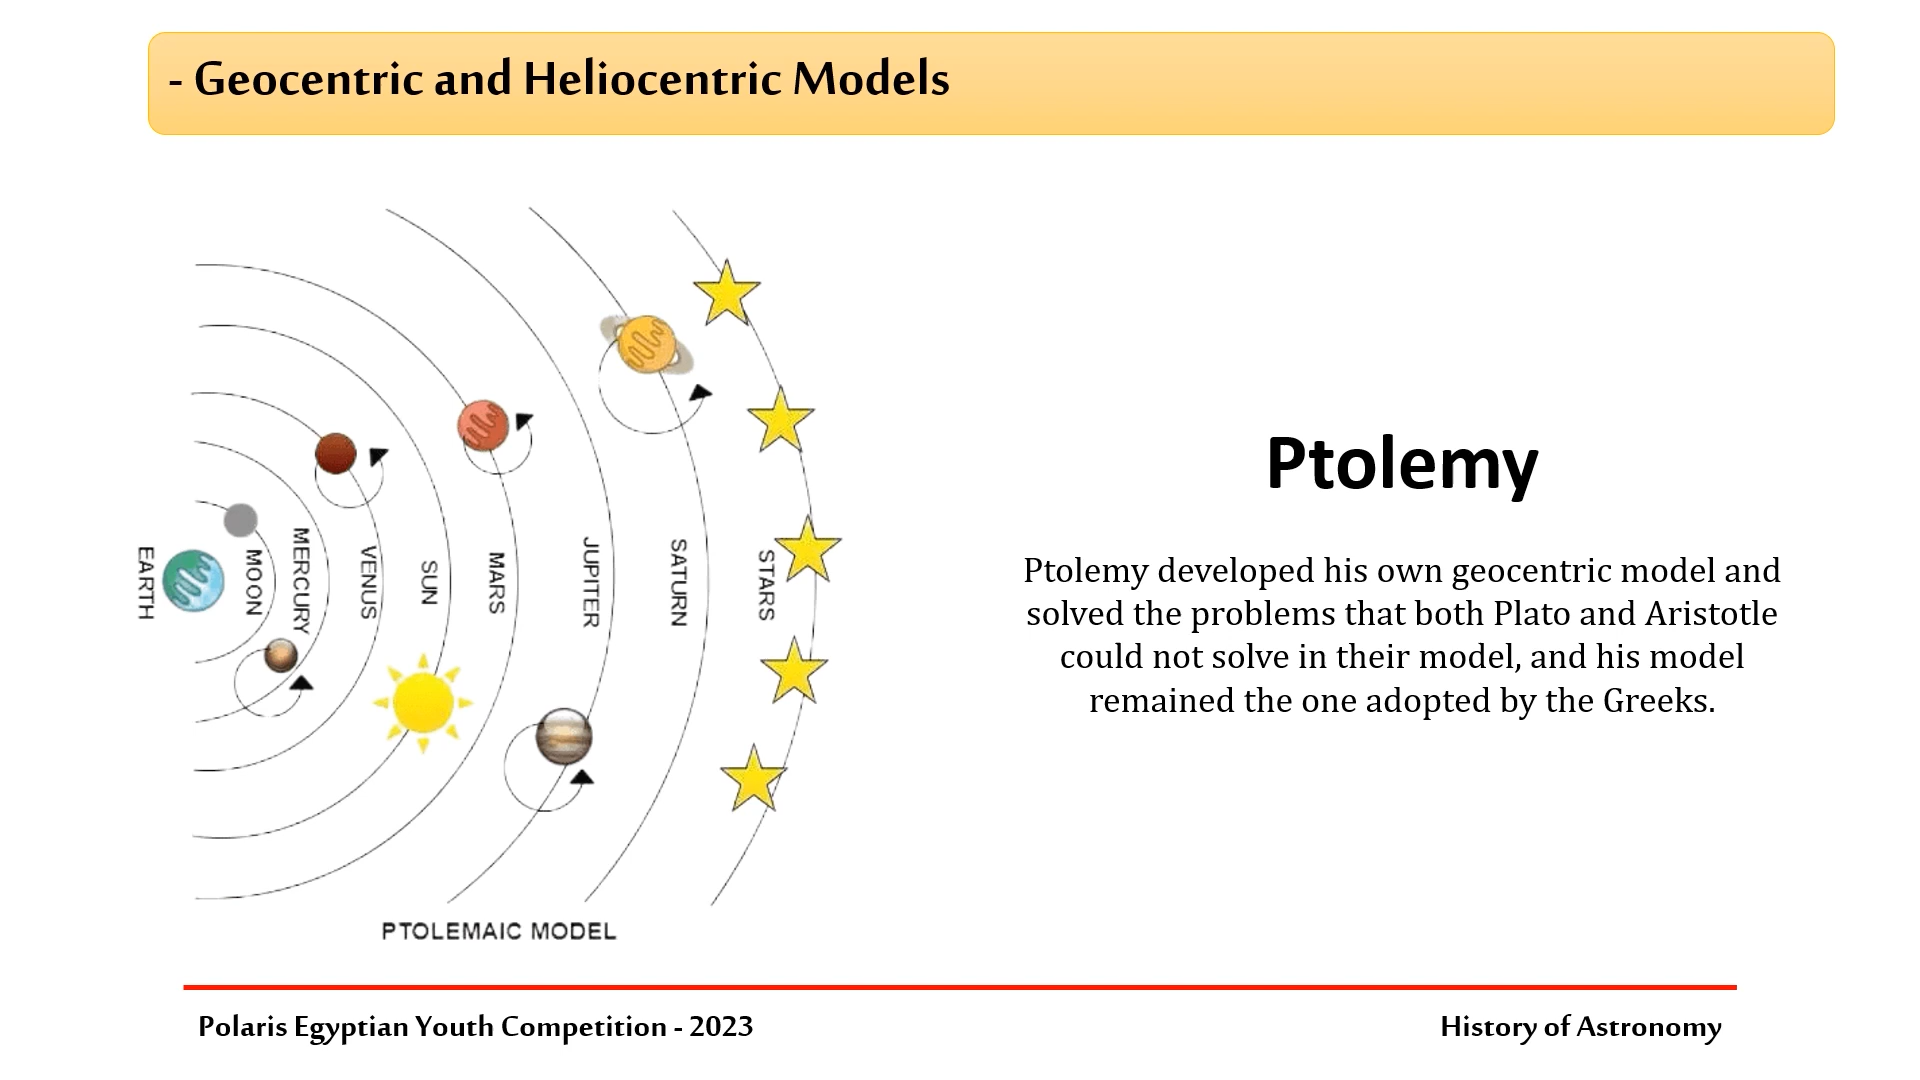 - Geocentric and Heliocentric Models
EARTH
MOON
MERCURY
VENUS
SUN
MARS
JUPITER
SATURN
STARS
PTOLEMAIC MODEL
Ptolemy
Ptolemy developed his own geocentric model and
solved the problems that both Plato and Aristotle
could not solve in their model, and his model
remained the one adopted by the Greeks.
Polaris Egyptian Youth Competition - 2023
History of Astronomy